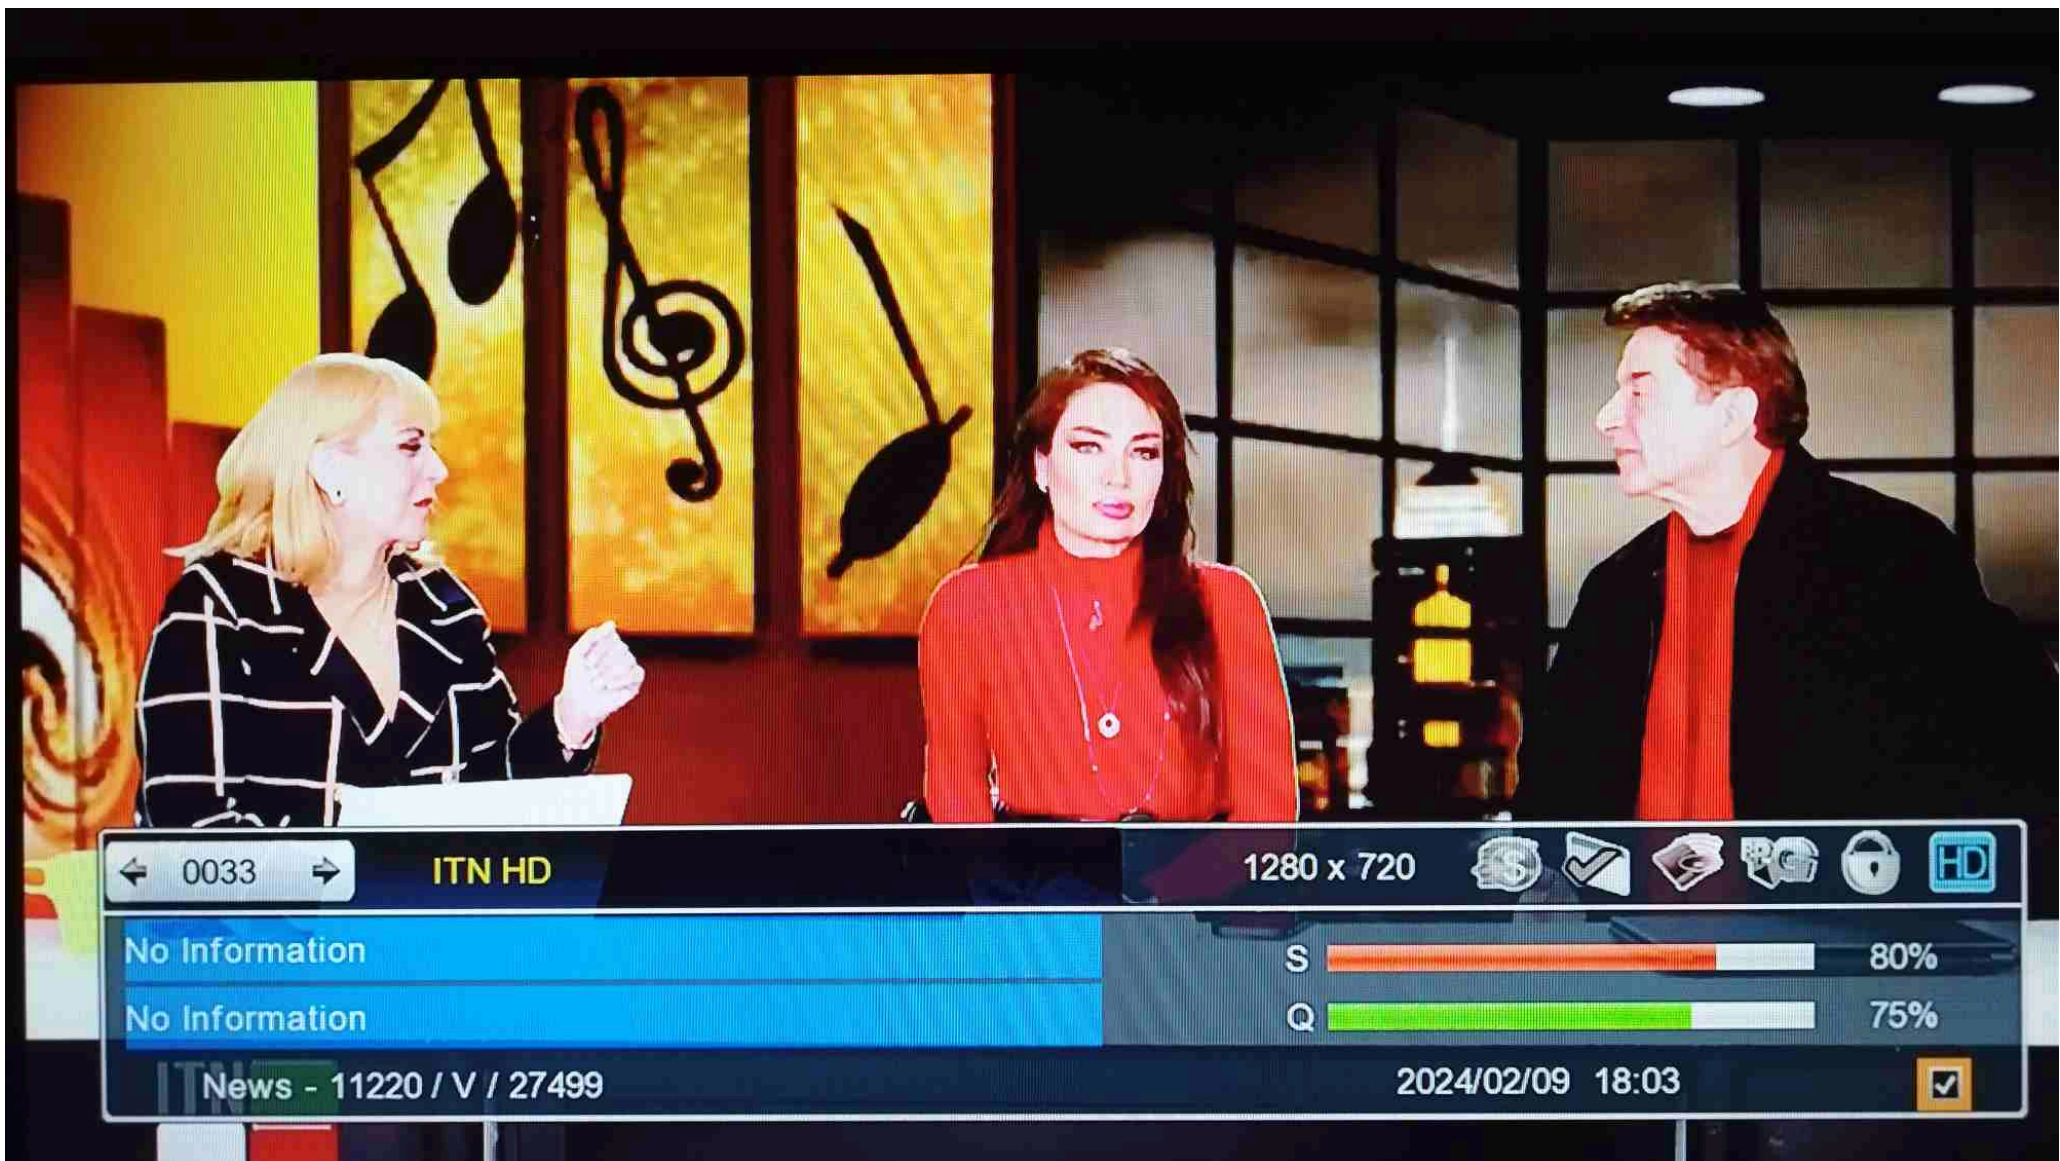 0033
ITN HD
1280 x 720
$
HD
No Information
S
80%
No Information
Q
75%
News - 11220 / V / 27499
2024/02/09 18:03
ITN